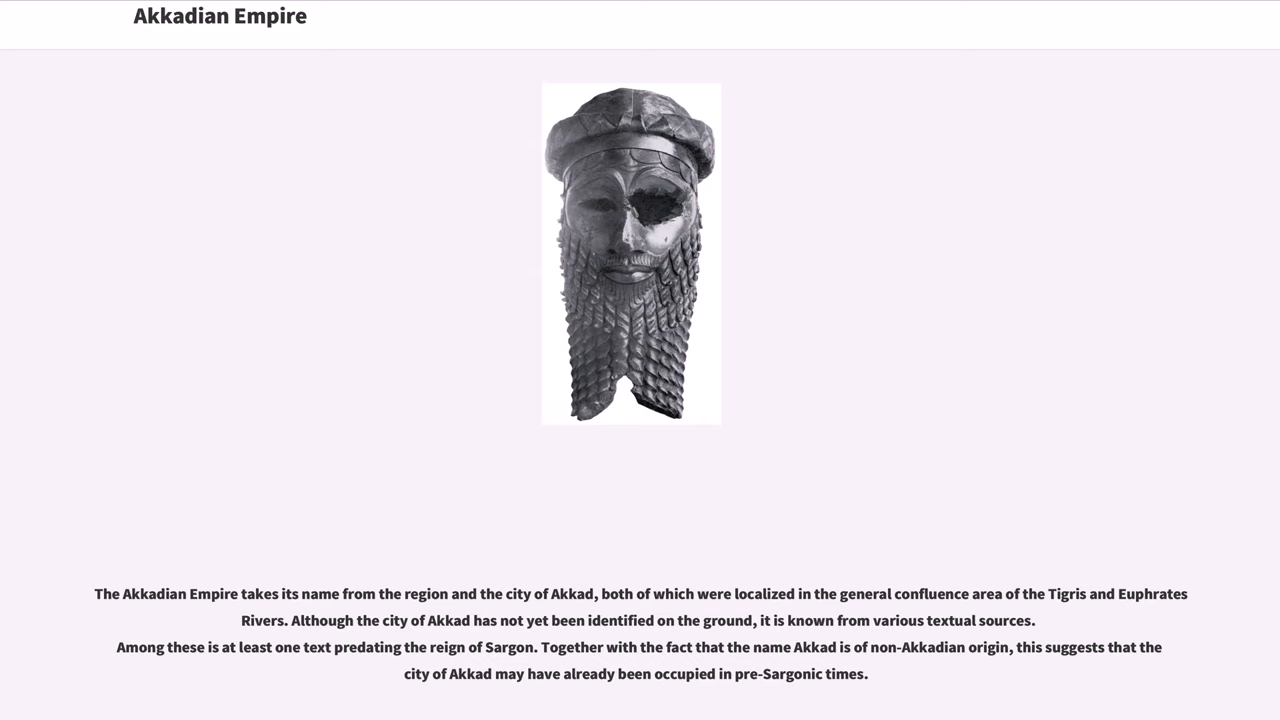 Akkadian Empire
The Akkadian Empire takes its name from the region and the city of Akkad, both of which were localized in the general confluence area of the Tigris and Euphrates
Rivers. Although the city of Akkad has not yet been identified on the ground, it is known from various textual sources.
Among these is at least one text predating the reign of Sargon. Together with the fact that the name Akkad is of non-Akkadian origin, this suggests that the
city of Akkad may have already been occupied in pre-Sargonic times.